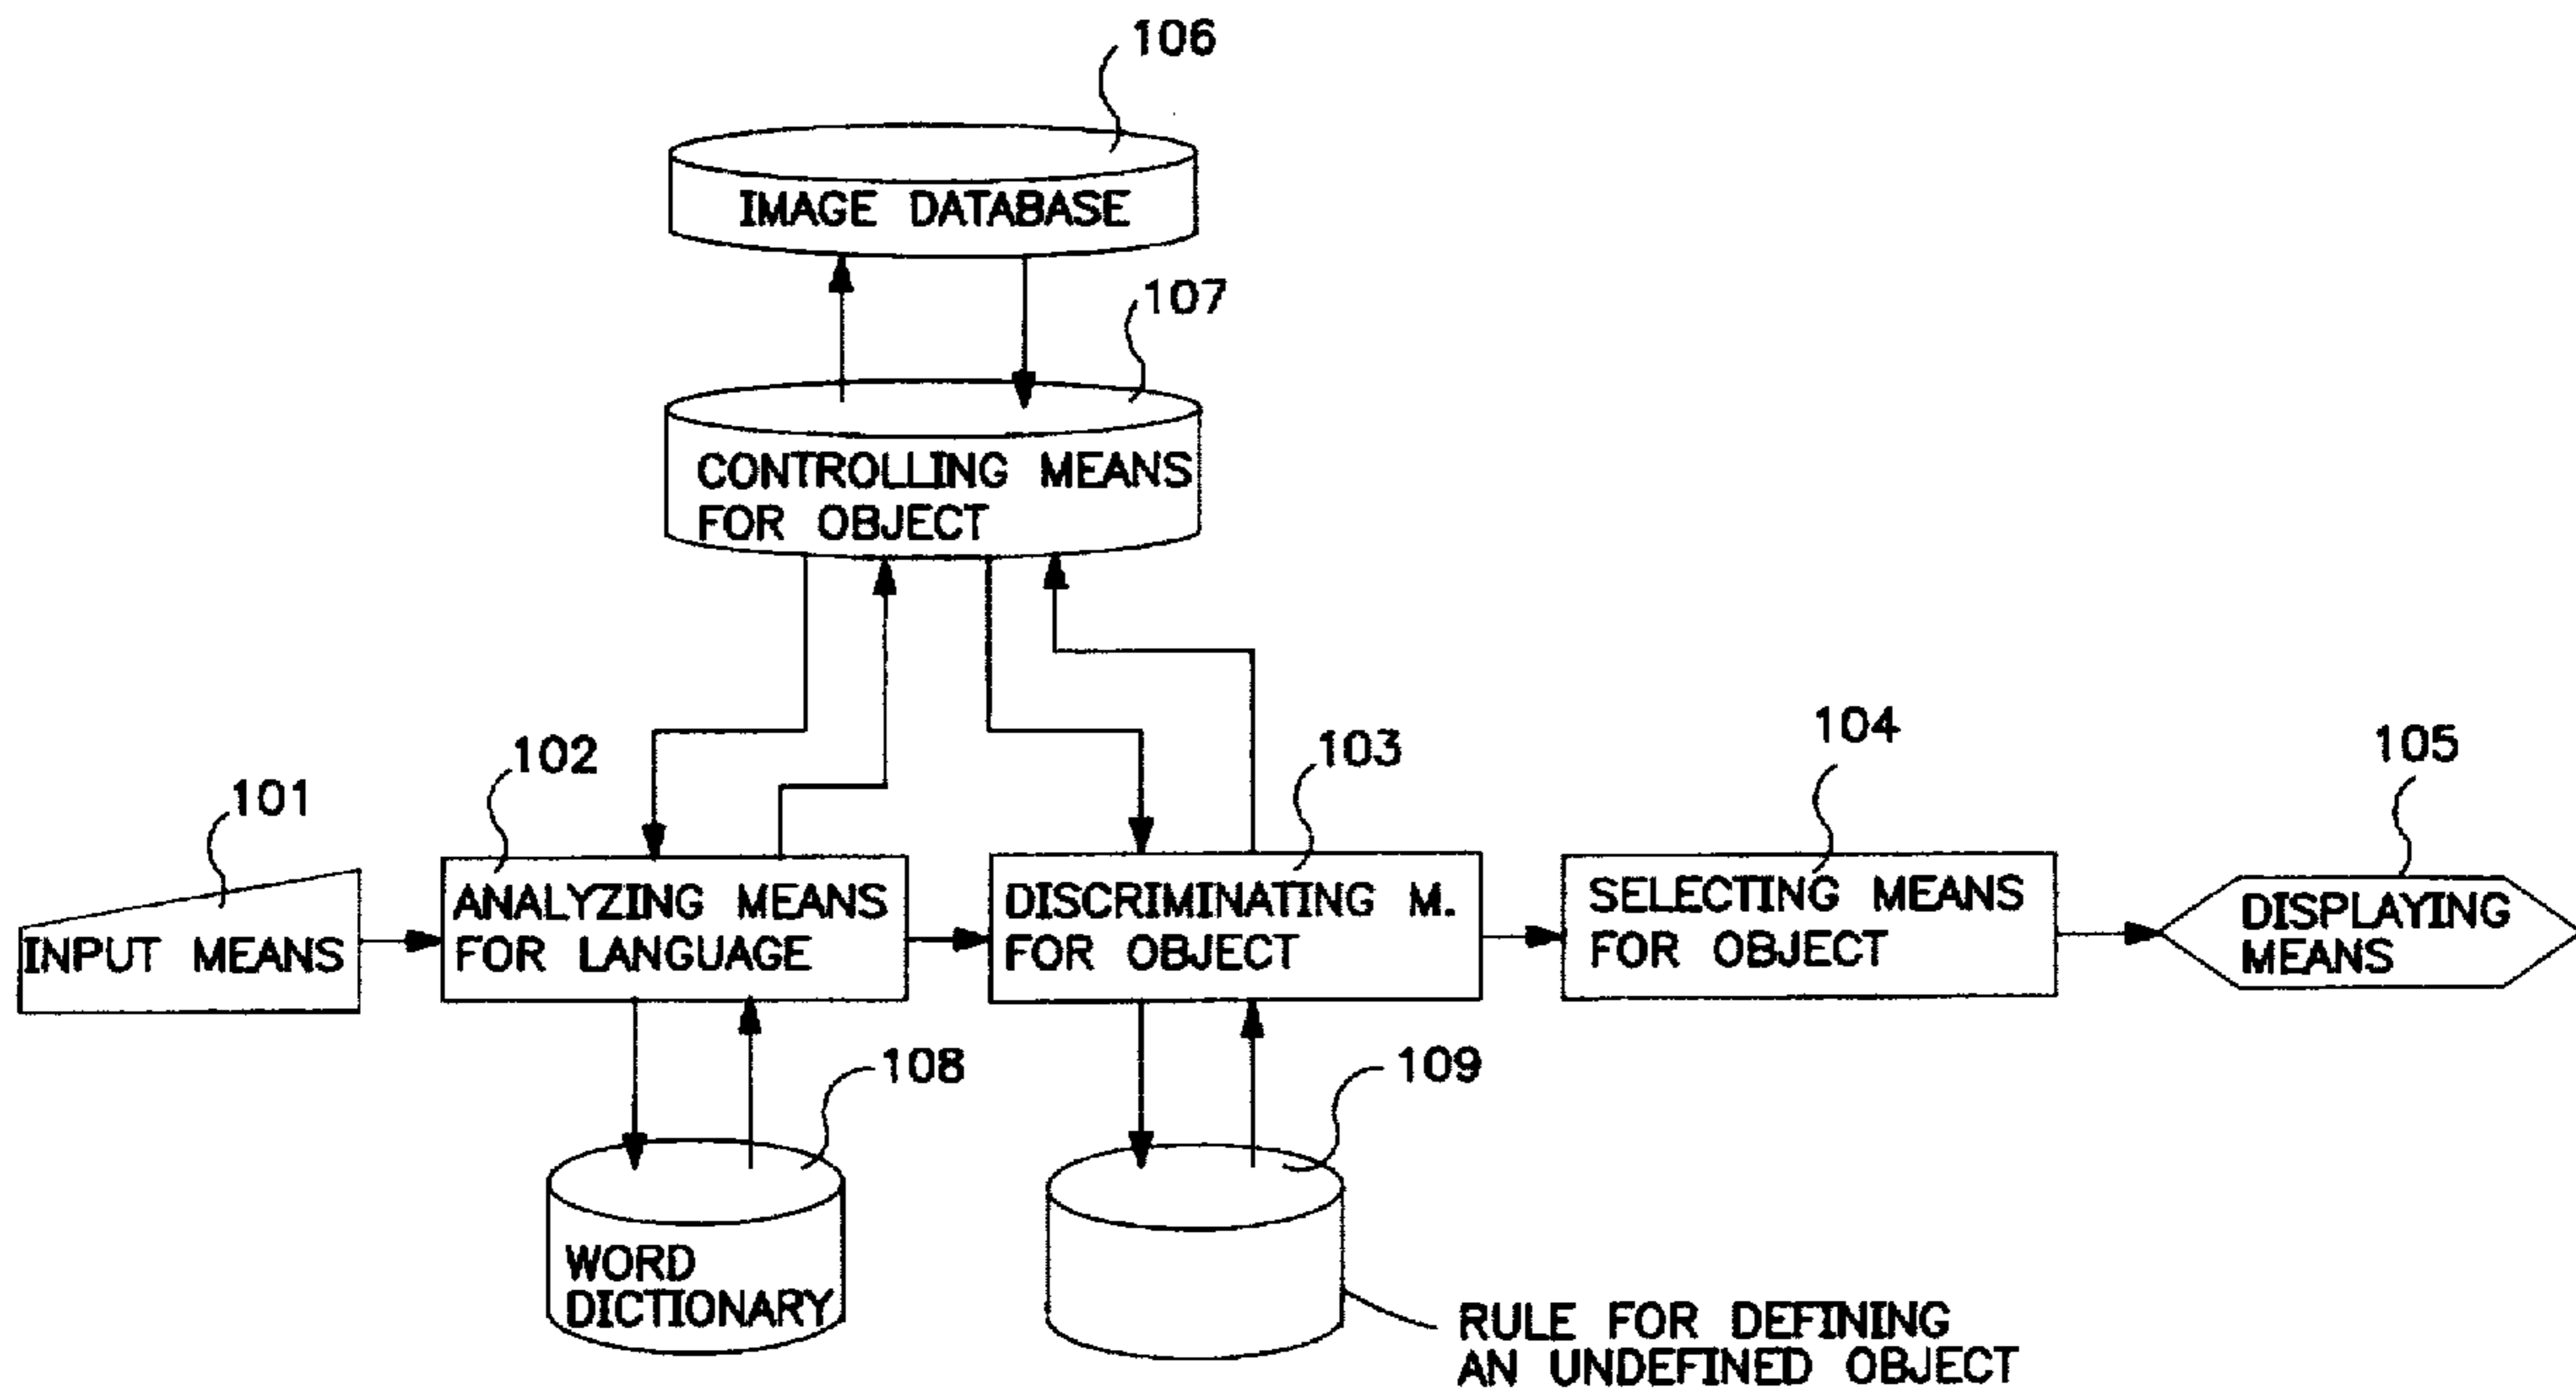 106
IMAGE DATABASE
107
CONTROLLING MEANS
FOR OBJECT
101
102
103
104
105
INPUT MEANS
ANALYZING MEANS
FOR LANGUAGE
DISCRIMINATING M.
FOR OBJECT
SELECTING MEANS
FOR OBJECT
DISPLAYING
MEANS
108
WORD
DICTIONARY
109
RULE FOR DEFINING
AN UNDEFINED OBJECT